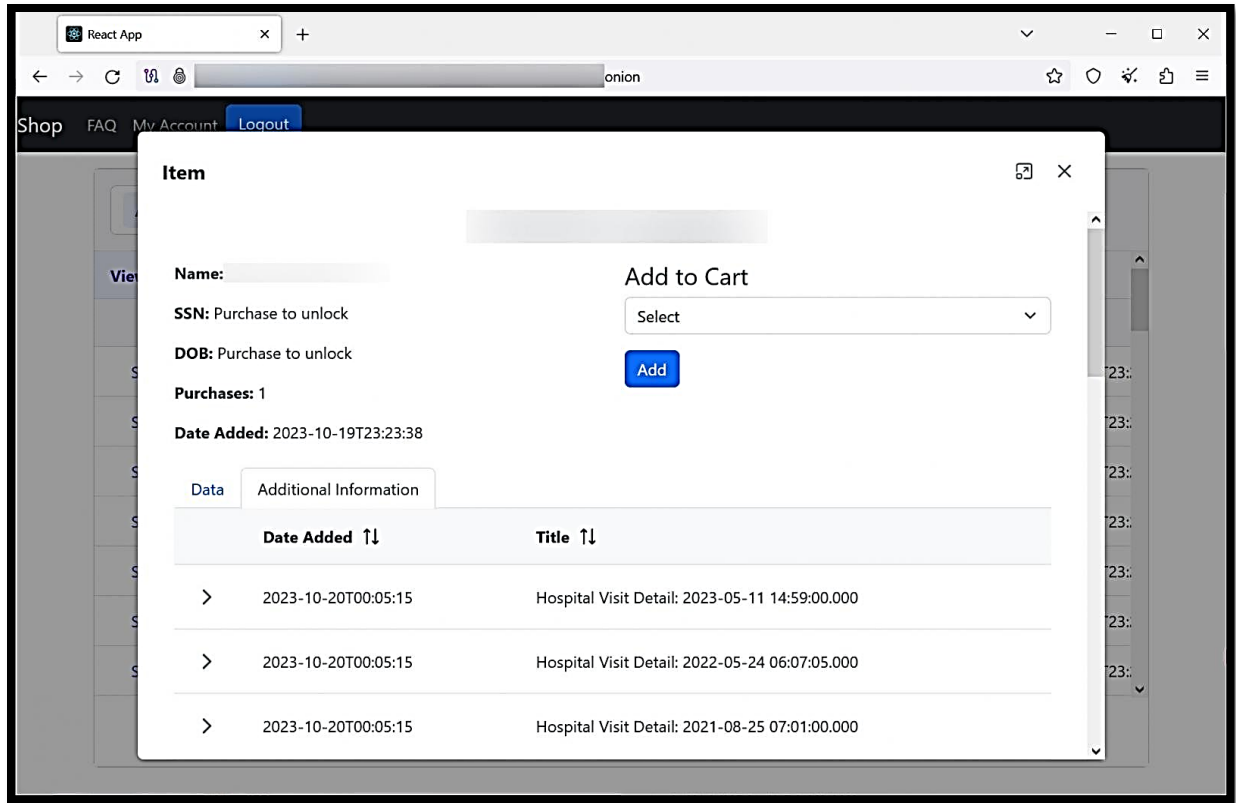 React App
onion
Shop FAQ My Account Logout
Item
Name:
Add to Cart
SSN: Purchase to unlock
Select
DOB: Purchase to unlock
Add
Purchases: 1
Date Added: 2023-10-19T23:23:38
Data Additional Information
Date Added Title
2023-10-20T00:05:15 Hospital Visit Detail: 2023-05-11 14:59:00.000
2023-10-20T00:05:15 Hospital Visit Detail: 2022-05-24 06:07:05.000
2023-10-20T00:05:15 Hospital Visit Detail: 2021-08-25 07:01:00.000